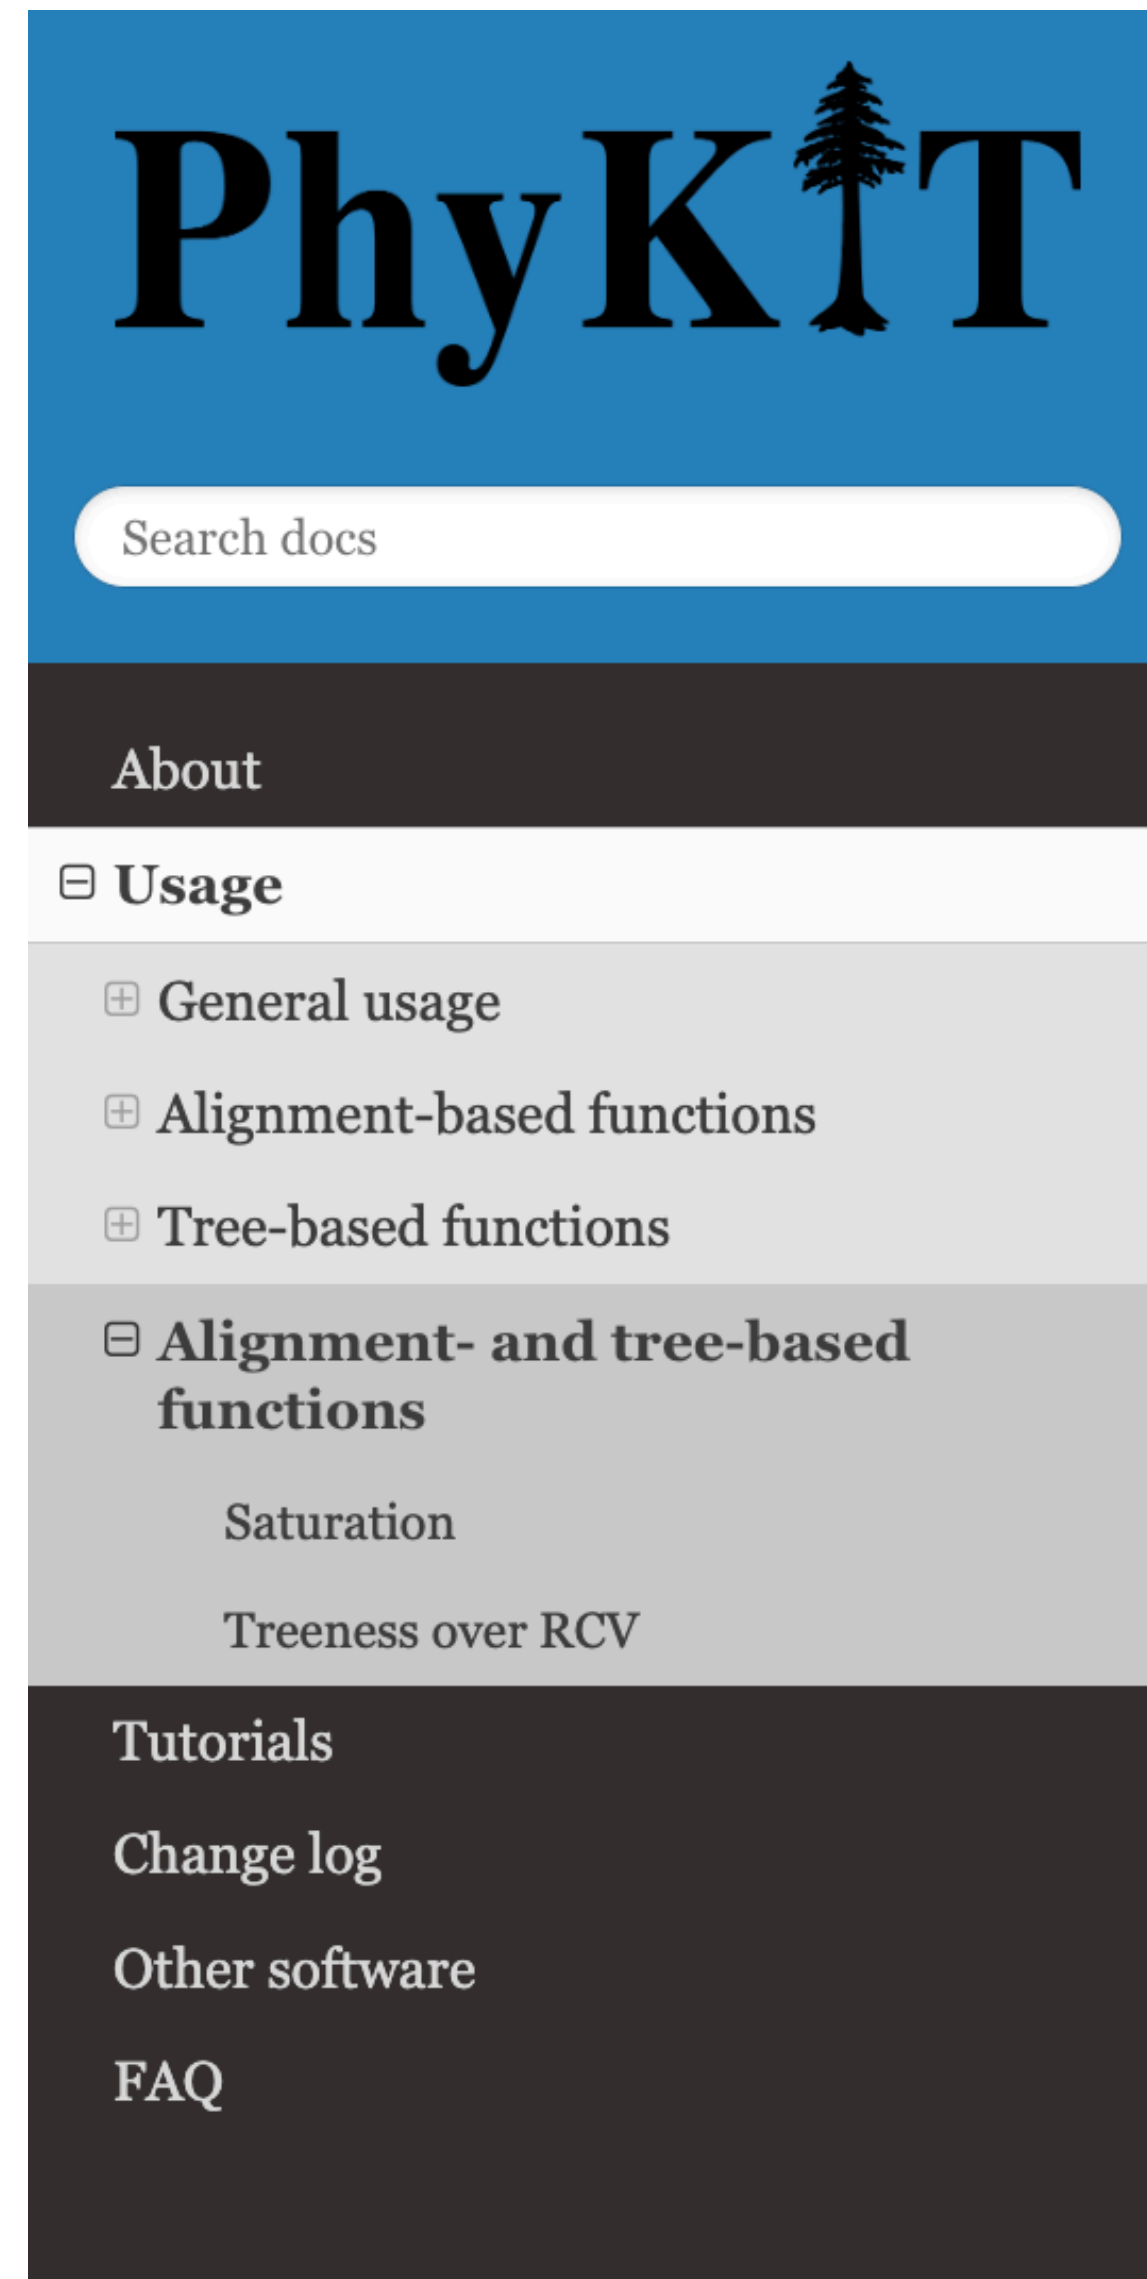 PhyKIT
Search docs
About
Usage
General usage
Alignment-based functions
Tree-based functions
Alignment- and tree-based
functions
Saturation
Treeness over RCV
Tutorials
Change log
Other software
FAQ